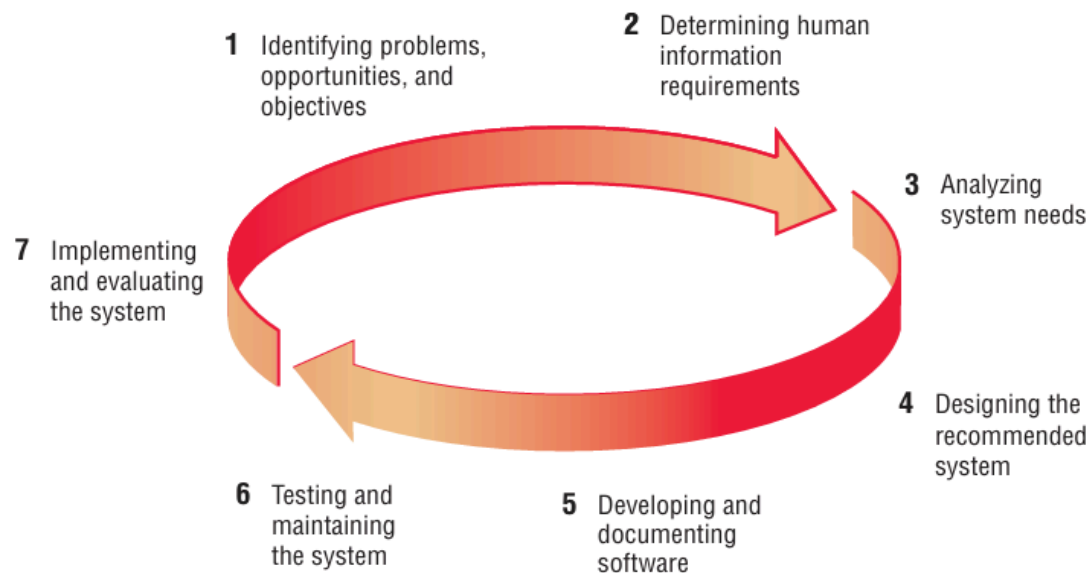 1 Identifying problems,
opportunities, and
objectives
2 Determining human
information
requirements
3 Analyzing
system needs
4 Designing the
recommended
system
5 Developing and
documenting
software
6 Testing and
maintaining
the system
7 Implementing
and evaluating
the system